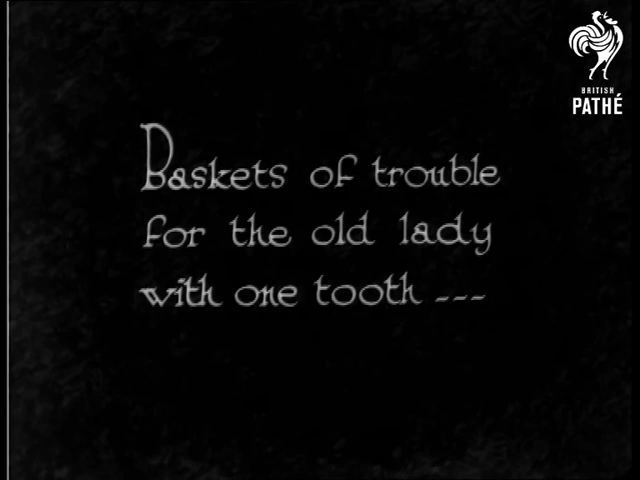 BRITISH
PATHÉ
Baskets of trouble
for the old lady
with one tooth ---